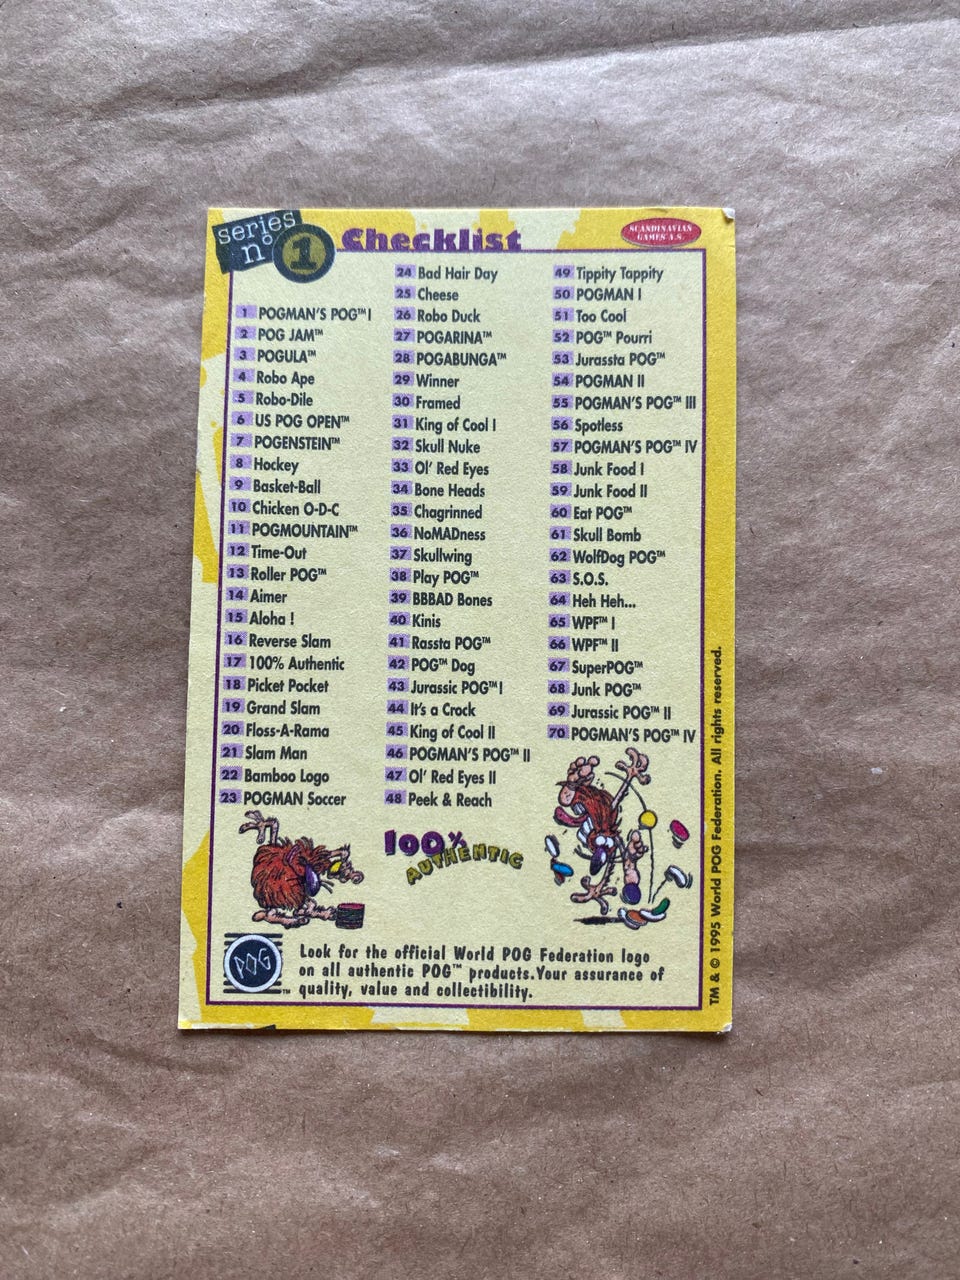 series
n° 1
Checklist
SCANDINAVIAN
GAMES A.S.
1 POGMAN'S POG™ I
2 POG JAM™
3 POGULA™
4 Robo Ape
5 Robo-Dile
6 US POG OPEN™
7 POGENSTEIN™
8 Hockey
9 Basket-Ball
10 Chicken O-D-C
11 POGMOUNTAIN™
12 Time-Out
13 Roller POG™
14 Aimer
15 Aloha !
16 Reverse Slam
17 100% Authentic
18 Picket Pocket
19 Grand Slam
20 Floss-A-Rama
21 Slam Man
22 Bamboo Logo
23 POGMAN Soccer
24 Bad Hair Day
25 Cheese
26 Robo Duck
27 POGARINA™
28 POGABUNGA™
29 Winner
30 Framed
31 King of Cool I
32 Skull Nuke
33 Ol' Red Eyes
34 Bone Heads
35 Chagrinned
36 NoMADness
37 Skullwing
38 Play POG™
39 BBBAD Bones
40 Kinis
41 Rassta POG™
42 POG™ Dog
43 Jurassic POG™ I
44 It's a Crock
45 King of Cool II
46 POGMAN'S POG™ II
47 Ol' Red Eyes II
48 Peek & Reach
49 Tippity Tappity
50 POGMAN I
51 Too Cool
52 POG™ Pourri
53 Jurassta POG™
54 POGMAN II
55 POGMAN'S POG™ III
56 Spotless
57 POGMAN'S POG™ IV
58 Junk Food I
59 Junk Food II
60 Eat POG™
61 Skull Bomb
62 WolfDog POG™
63 S.O.S.
64 Heh Heh...
65 WPF™ I
66 WPF™ II
67 SuperPOG™
68 Junk POG™
69 Jurassic POG™ II
70 POGMAN'S POG™ IV
100%
AUTHENTIC
POG ™
Look for the official World POG Federation logo
on all authentic POG™ products.Your assurance of
quality, value and collectibility.
TM & © 1995 World POG Federation. All rights reserved.